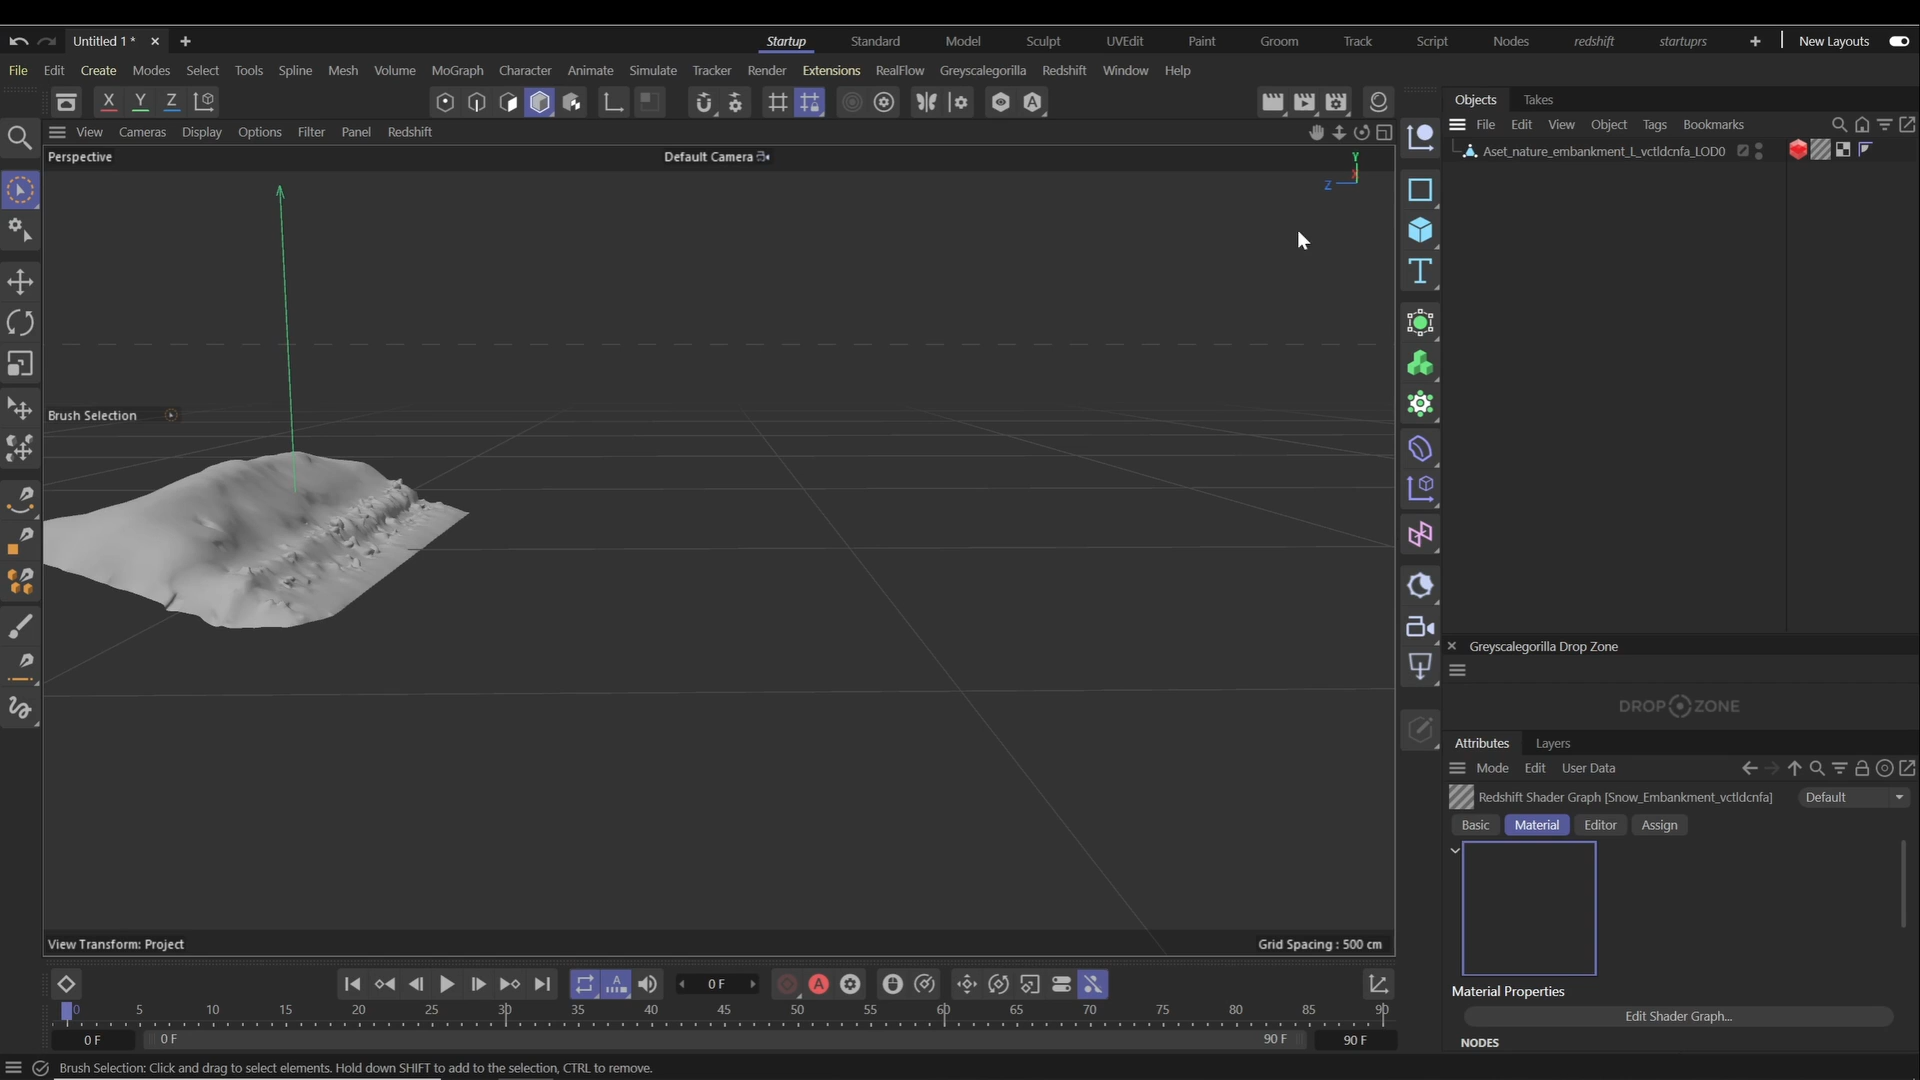 Untitled 1 *
Startup Standard Model Sculpt UVEdit Paint Groom Track Script Nodes redshift startuprs New Layouts
File Edit Create Modes Select Tools Spline Mesh Volume MoGraph Character Animate Simulate Tracker Render Extensions RealFlow Greyscalegorilla Redshift Window Help
X Y Z
Objects Takes
View Cameras Display Options Filter Panel Redshift
File Edit View Object Tags Bookmarks
Perspective
Default Camera
Y
X
Z
Aset_nature_embankment_L_vctldcnfa_LOD0
Brush Selection
Greyscalegorilla Drop Zone
DROP ZONE
Attributes Layers
Mode Edit User Data
Redshift Shader Graph [Snow_Embankment_vctldcnfa]
Default
Basic Material Editor Assign
View Transform: Project
Grid Spacing : 500 cm
Material Properties
Edit Shader Graph...
NODES
0 F
0 5 10 15 20 25 30 35 40 45 50 55 60 65 70 75 80 85 90
0 F
0 F
90 F
90 F
Brush Selection: Click and drag to select elements. Hold down SHIFT to add to the selection, CTRL to remove.